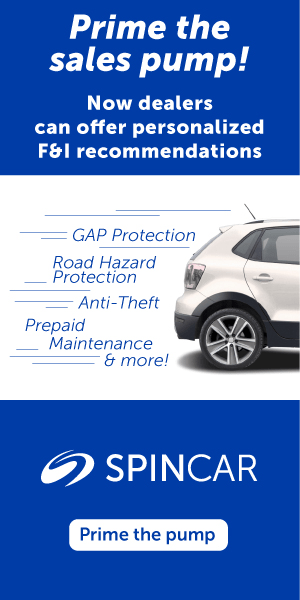 Prime the
sales pump!
Now dealers
can offer personalized
F&I recommendations
GAP Protection
Road Hazard
Protection
Anti-Theft
Prepaid
Maintenance
& more!
SPINCAR
Prime the pump